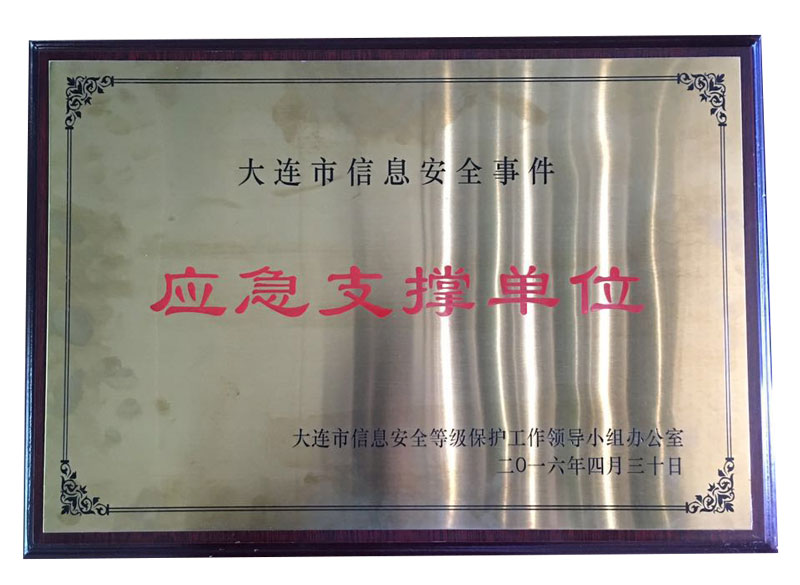 大连市信息安全事件
应急支撑单位
大连市信息安全等级保护工作领导小组办公室
二〇一六年四月三十日